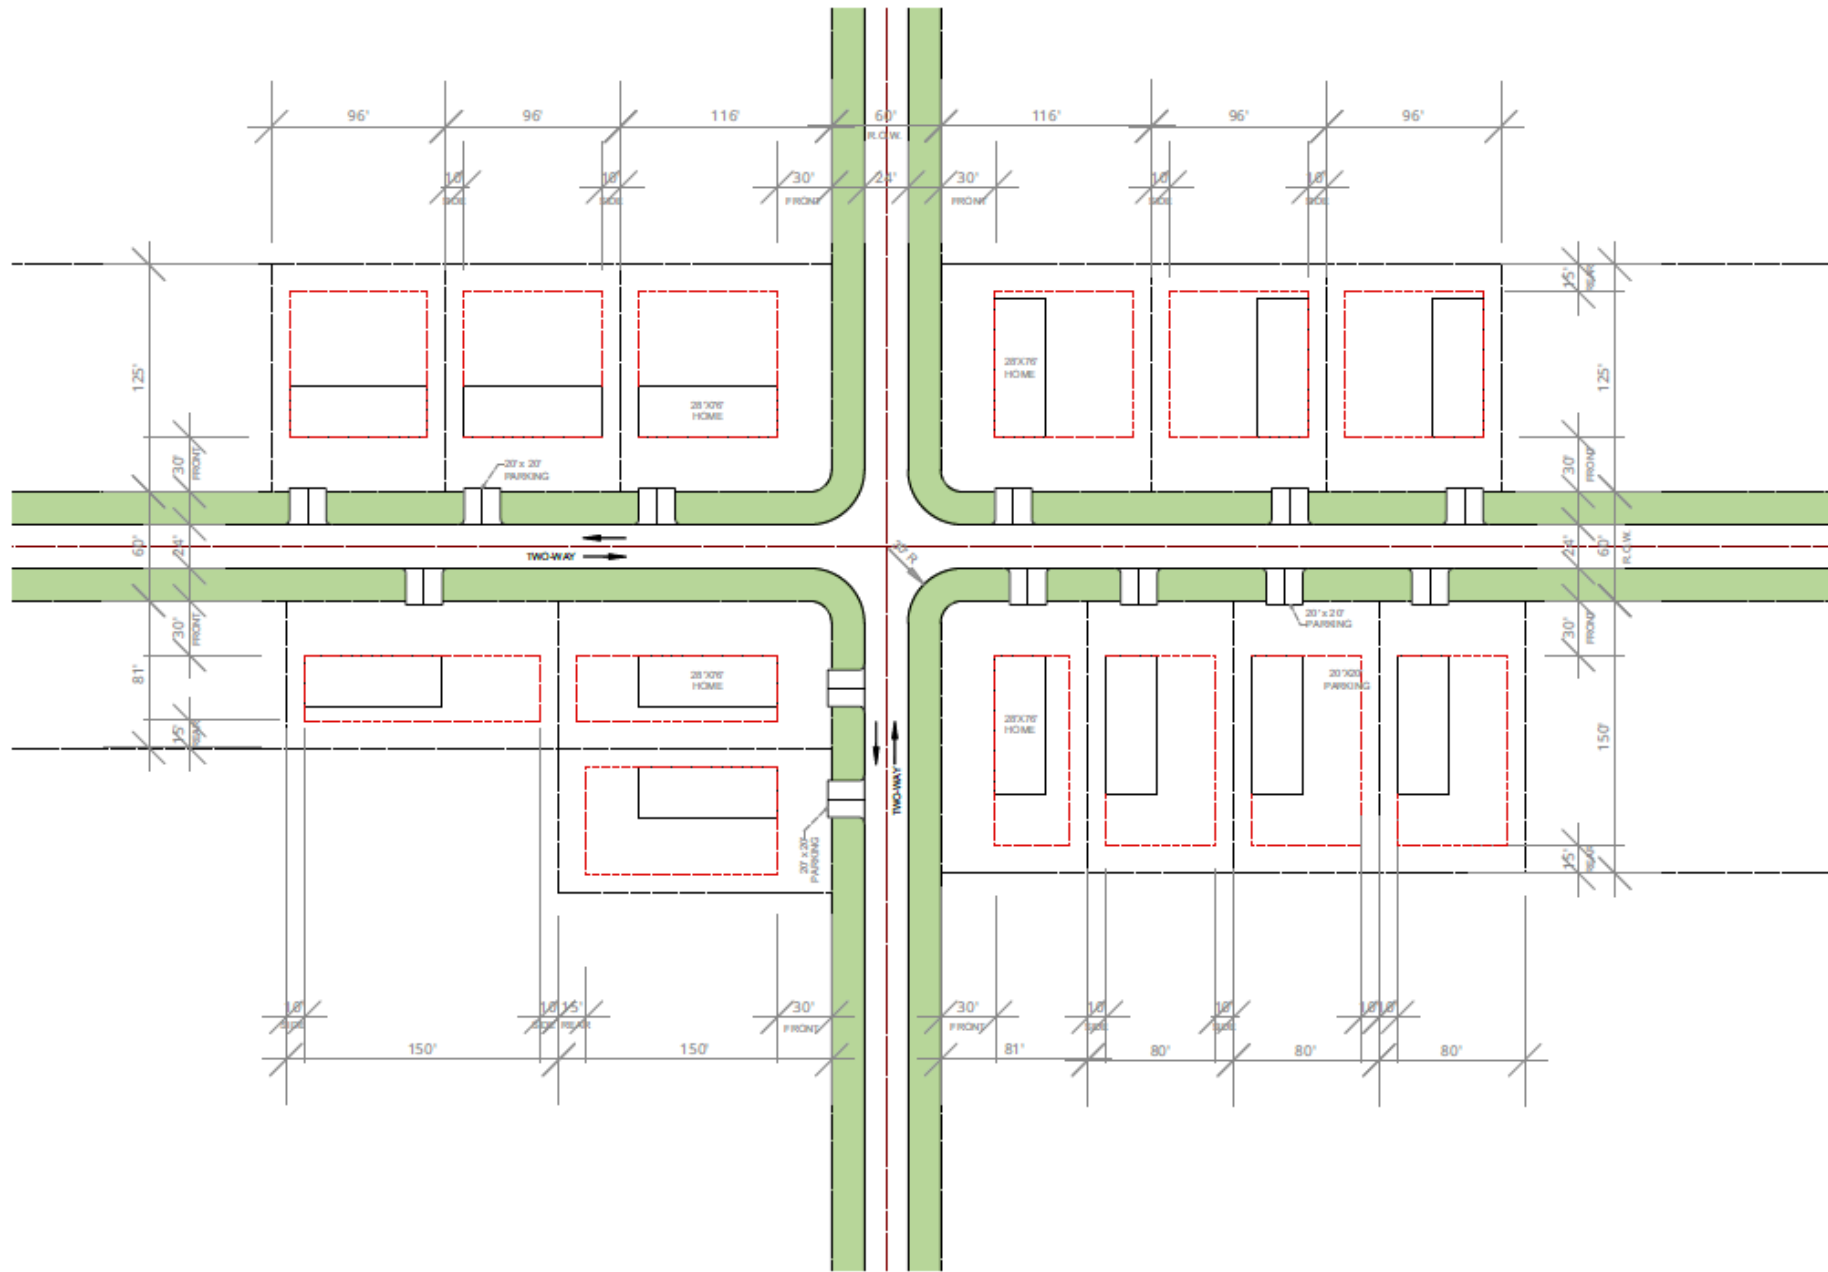 96' 96' 116' 60' 116' 96' 96'
R.O.W.
10' 10' 30' 24' 30' 10' 10'
SIDE SIDE FRONT FRONT SIDE SIDE
15'
REAR
125'
28'X76'
HOME
125'
28'X76'
HOME
30'
FRONT
20' x 20'
PARKING
30'
FRONT
60'
24'
TWO-WAY
20' R
24'
60'
R.O.W.
30'
FRONT
20' x 20'
PARKING
30'
FRONT
81'
28'X76'
HOME
20'X20'
PARKING
28'X76'
HOME
150'
15'
REAR
TWO-WAY
20' x 20'
PARKING
15'
REAR
10' 10' 15' 30' 30' 10' 10' 10' 10'
SIDE SIDE REAR FRONT FRONT SIDE SIDE
150' 150' 81' 80' 80' 80'